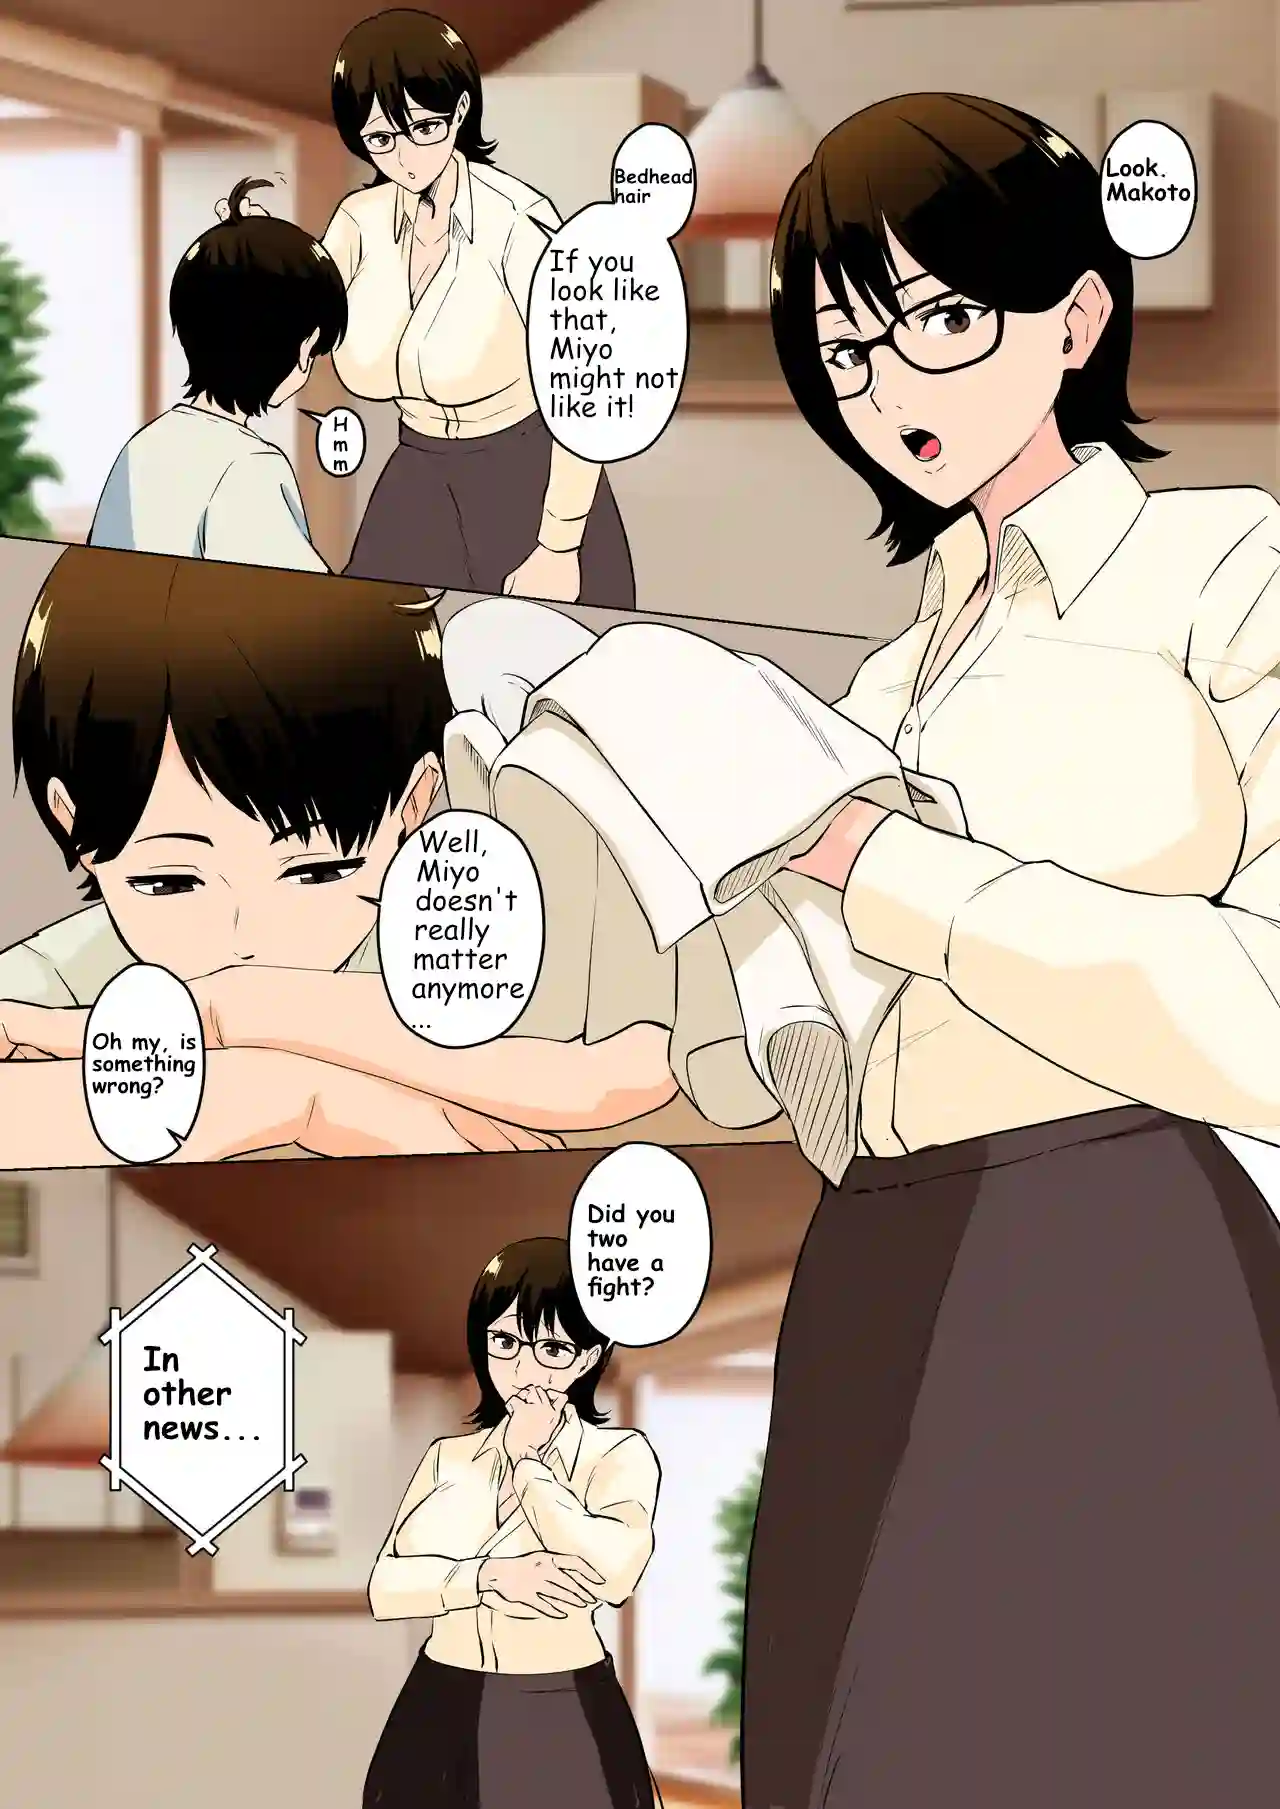 Look.
Makoto
Bedhead
hair
If you
look like
that,
Miyo
might not
like it!
H
m
m
Well,
Miyo
doesn't
really
matter
anymore
...
Oh my, is
something
wrong?
Did you
two
have a
fight?
In
other
news...